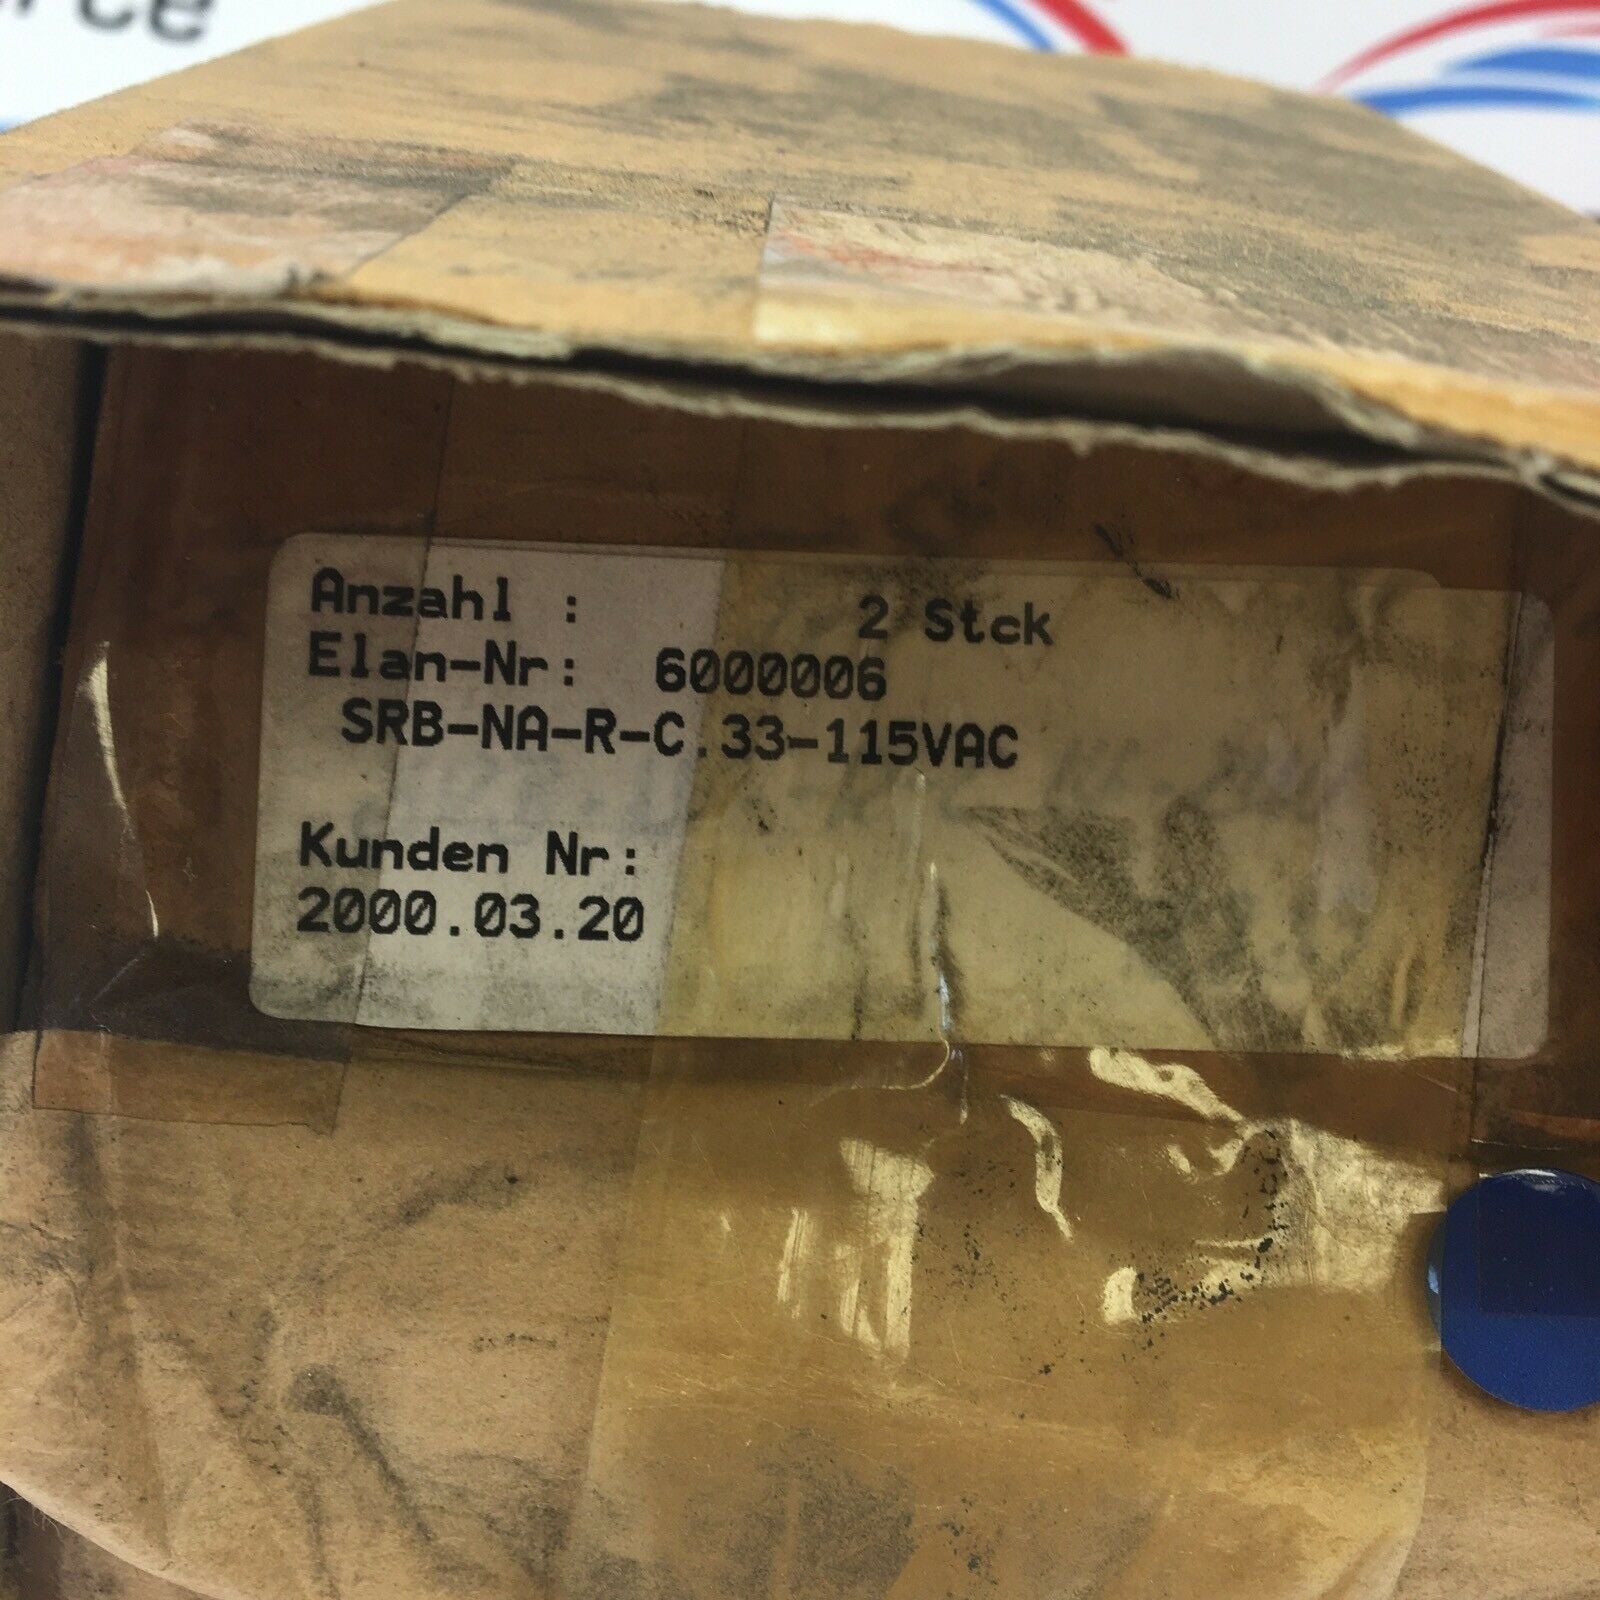 Anzahl : 2 Stck
Elan-Nr: 6000006
SRB-NA-R-C.33-115VAC
Kunden Nr:
2000.03.20